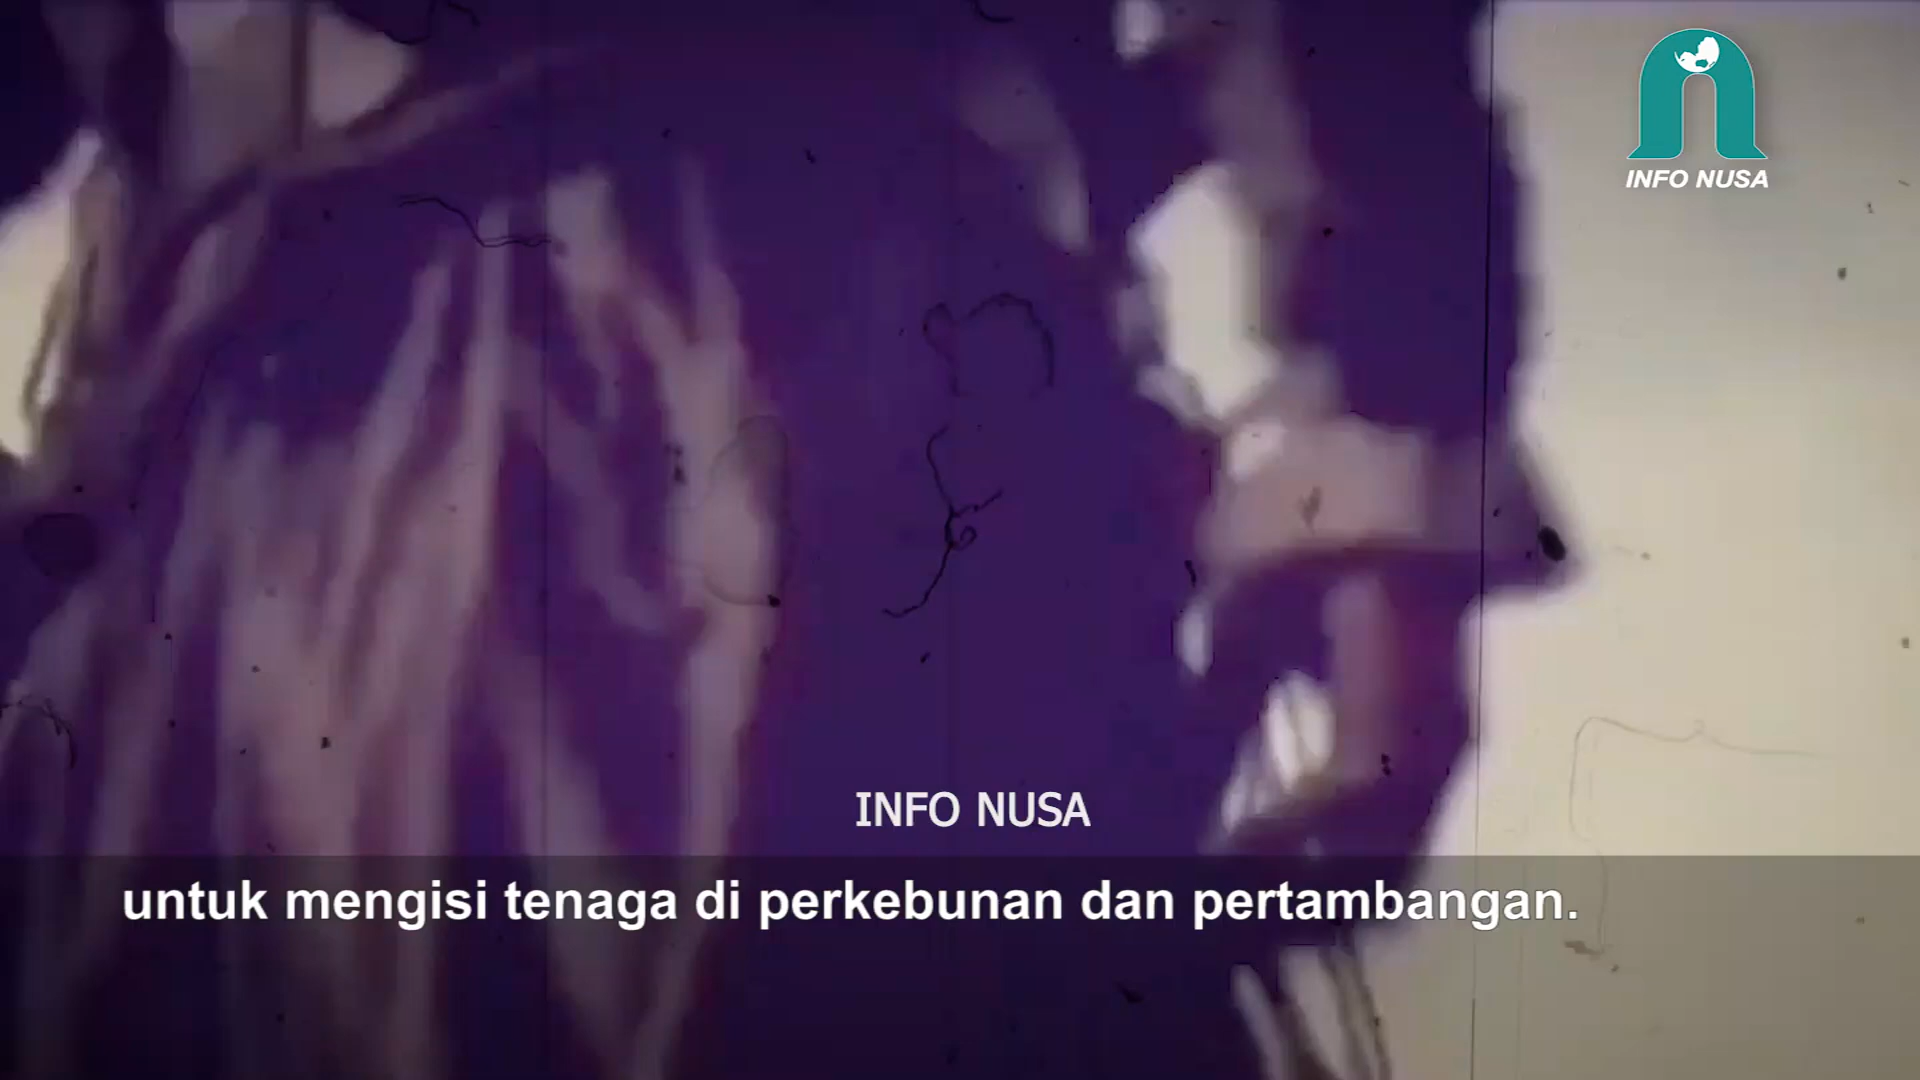 INFO NUSA
INFO NUSA
untuk mengisi tenaga di perkebunan dan pertambangan.